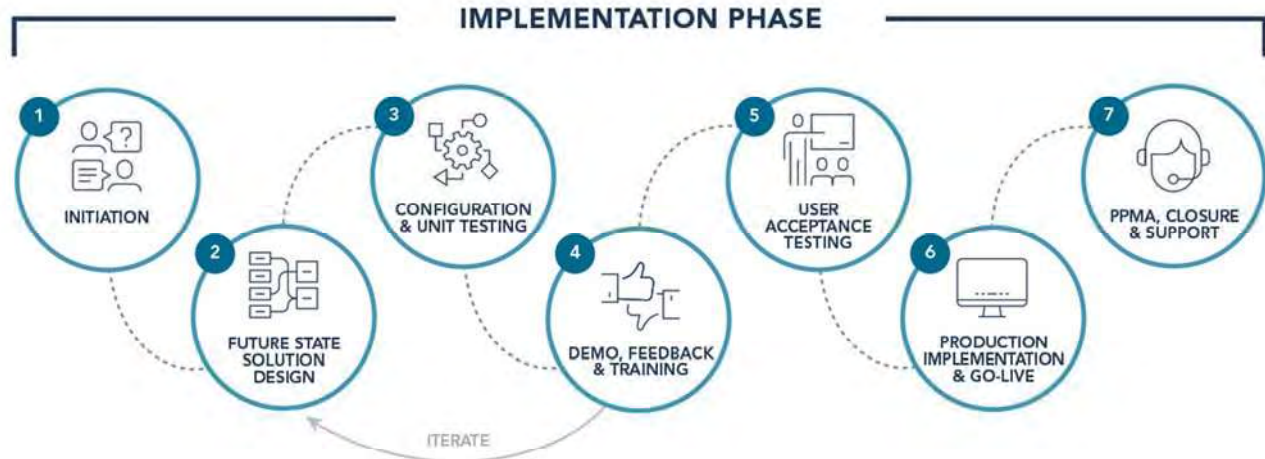 IMPLEMENTATION PHASE
1
INITIATION
2
FUTURE STATE
SOLUTION
DESIGN
3
CONFIGURATION
& UNIT TESTING
4
DEMO, FEEDBACK
& TRAINING
5
USER
ACCEPTANCE
TESTING
6
PRODUCTION
IMPLEMENTATION
& GO-LIVE
7
PPMA, CLOSURE
& SUPPORT
ITERATE
?